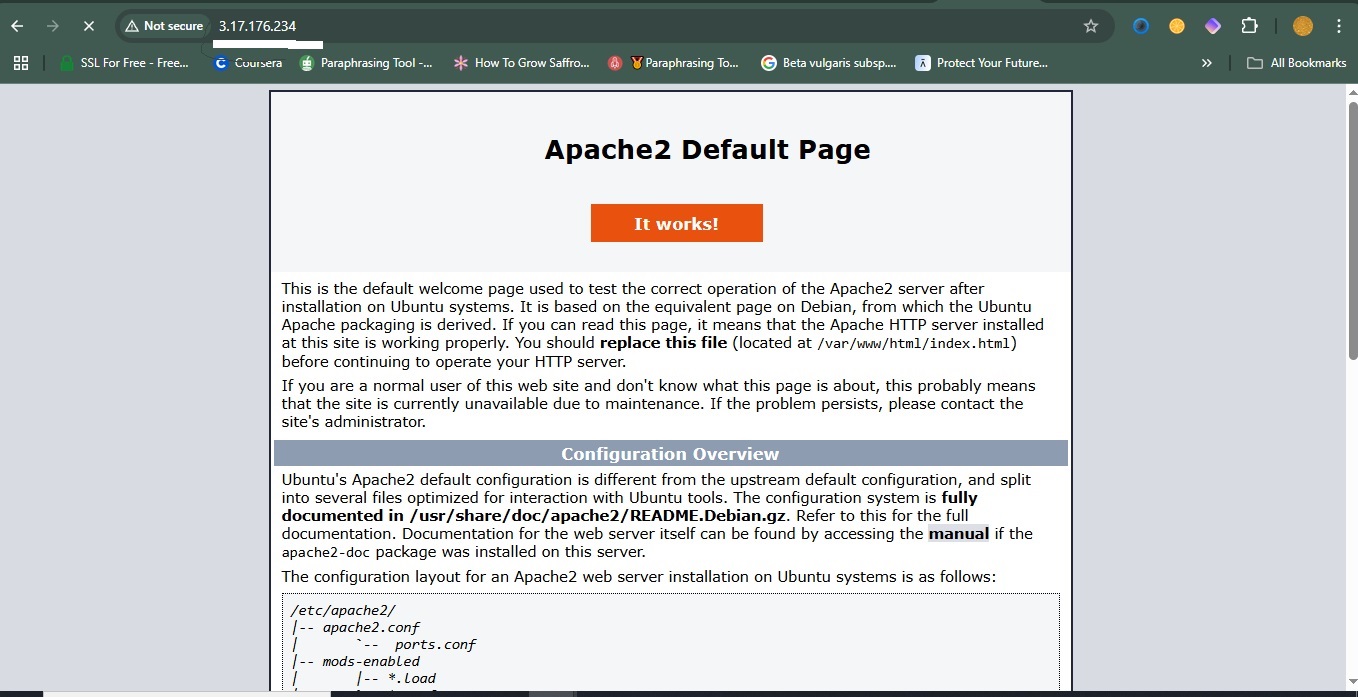 Not secure 3.17.176.234
SSL For Free - Free... Coursera Paraphrasing Tool -... How To Grow Saffro... Paraphrasing To... Beta vulgaris subsp.... Protect Your Future... » All Bookmarks
Apache2 Default Page
It works!
This is the default welcome page used to test the correct operation of the Apache2 server after
installation on Ubuntu systems. It is based on the equivalent page on Debian, from which the Ubuntu
Apache packaging is derived. If you can read this page, it means that the Apache HTTP server installed
at this site is working properly. You should replace this file (located at /var/www/html/index.html)
before continuing to operate your HTTP server.
If you are a normal user of this web site and don't know what this page is about, this probably means
that the site is currently unavailable due to maintenance. If the problem persists, please contact the
site's administrator.
Configuration Overview
Ubuntu's Apache2 default configuration is different from the upstream default configuration, and split
into several files optimized for interaction with Ubuntu tools. The configuration system is fully
documented in /usr/share/doc/apache2/README.Debian.gz. Refer to this for the full
documentation. Documentation for the web server itself can be found by accessing the manual if the
apache2-doc package was installed on this server.
The configuration layout for an Apache2 web server installation on Ubuntu systems is as follows:
/etc/apache2/
|-- apache2.conf
|       `--  ports.conf
|-- mods-enabled
|       |-- *.load